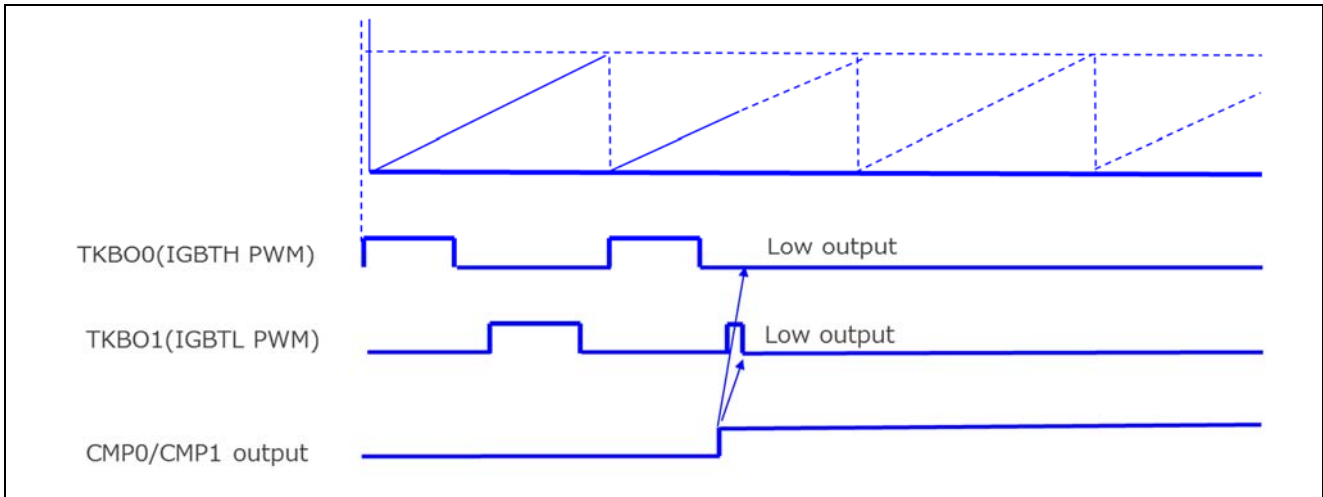 TKBO0(IGBTH PWM)
Low output
TKBO1(IGBTL PWM)
Low output
CMP0/CMP1 output